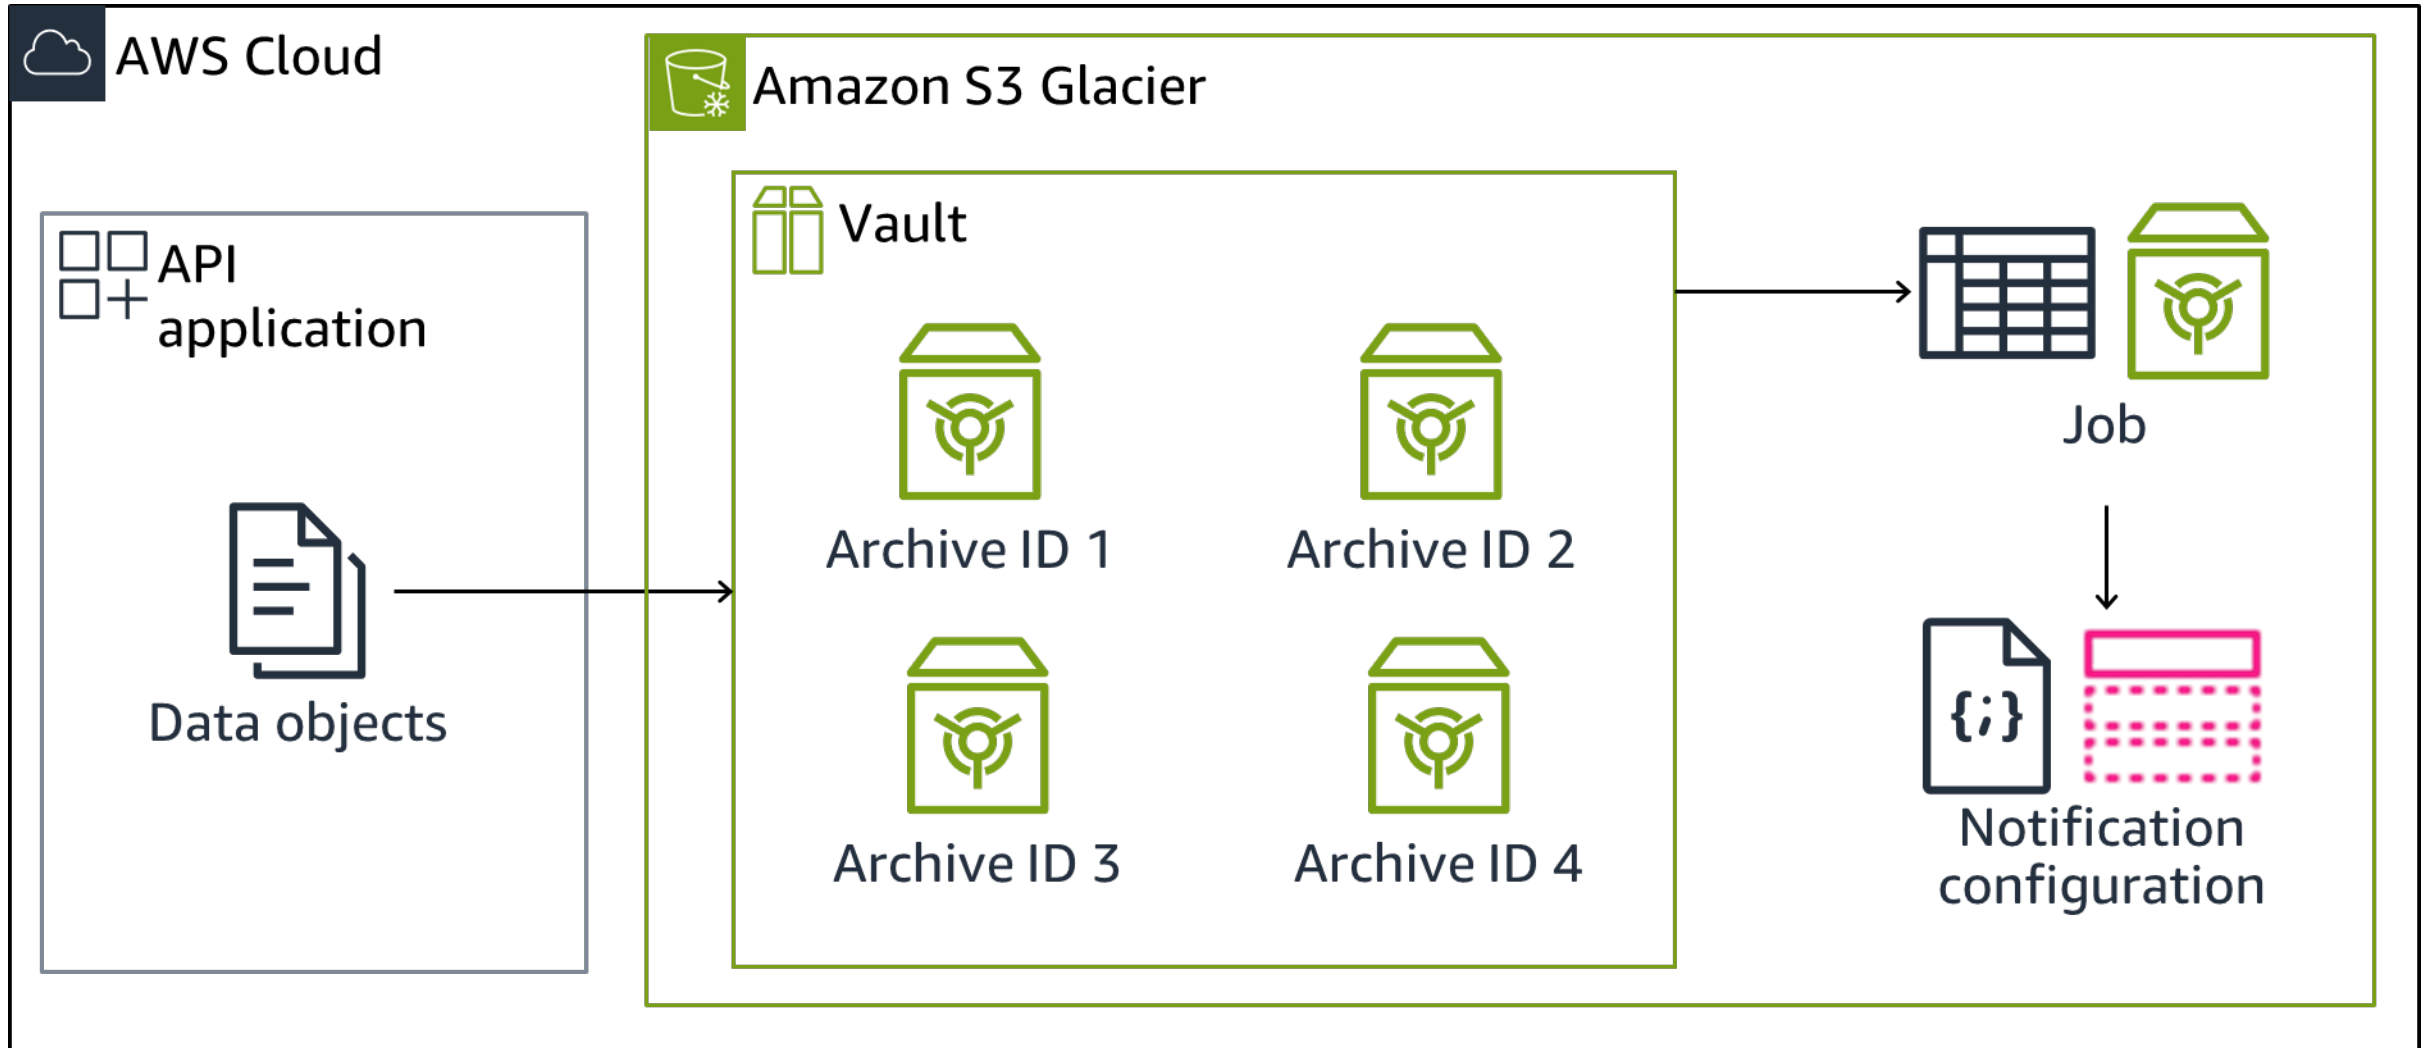 AWS Cloud
Amazon S3 Glacier
API
application
Data objects
Vault
Archive ID 1
Archive ID 2
Archive ID 3
Archive ID 4
Job
{;}
Notification
configuration